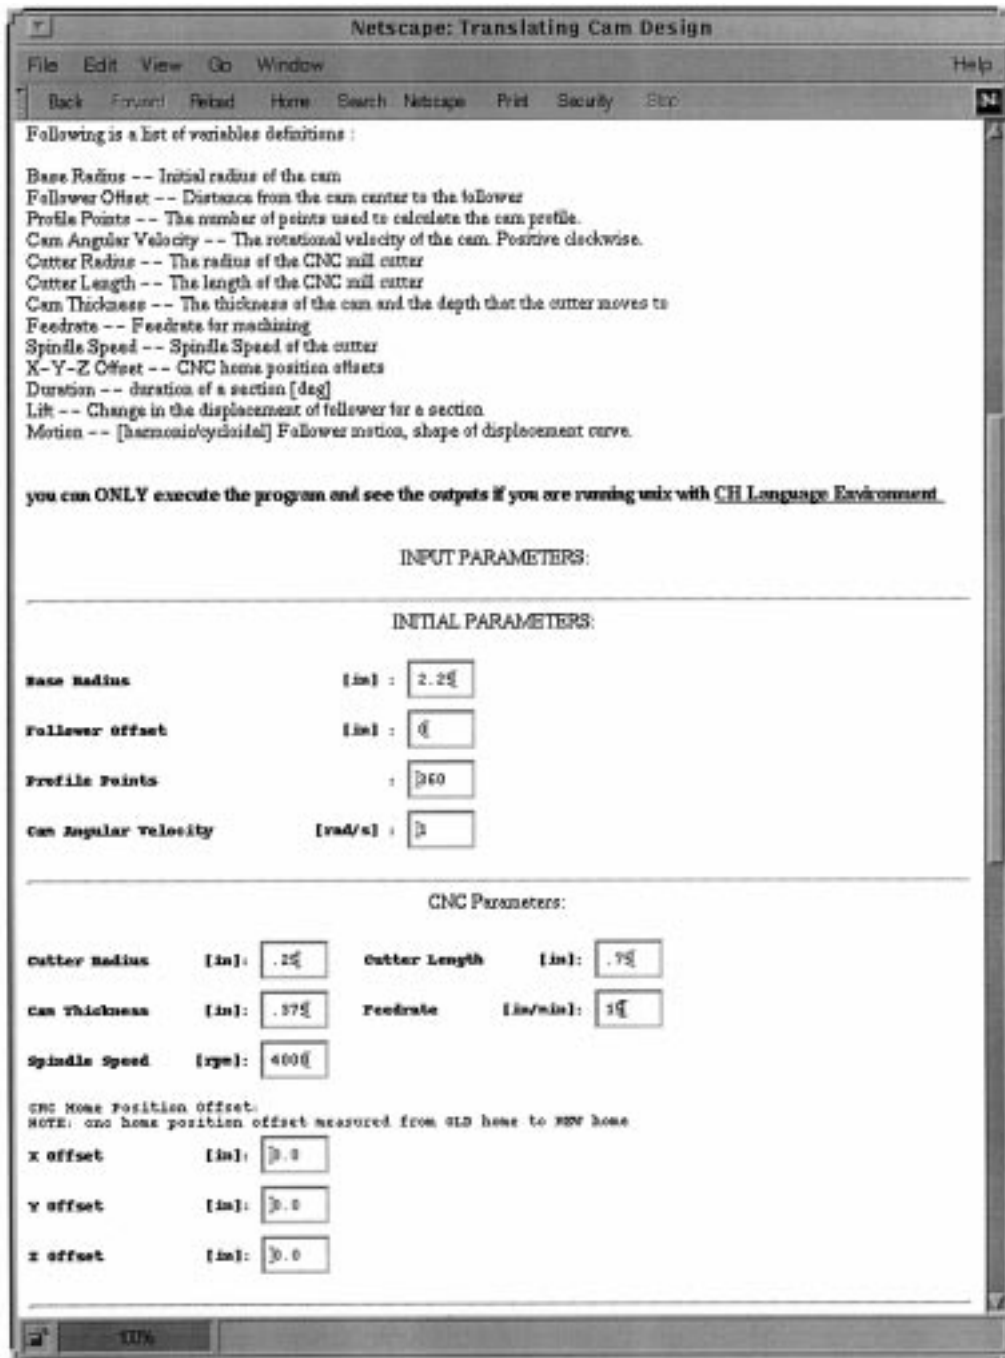 Netscape: Translating Cam Design
File Edit View Go Window Help
Back Forward Reload Home Search Netscape Print Security Stop
N
Following is a list of variables definitions :
Base Radius -- Initial radius of the cam
Follower Offset -- Distance from the cam center to the follower
Profile Points -- The number of points used to calculate the cam profile.
Cam Angular Velocity -- The rotational velocity of the cam. Positive clockwise.
Cutter Radius -- The radius of the CNC mill cutter
Cutter Length -- The length of the CNC mill cutter
Cam Thickness -- The thickness of the cam and the depth that the cutter moves to
Feedrate -- Feedrate for machining
Spindle Speed -- Spindle Speed of the cutter
X-Y-Z Offset -- CNC home position offsets
Duration -- duration of a section [deg]
Lift -- Change in the displacement of follower for a section
Motion -- [harmonic/cycloidal] Follower motion, shape of displacement curve.
you can ONLY execute the program and see the outputs if you are running unix with CH Language Environment
INPUT PARAMETERS:
INITIAL PARAMETERS:
Base Radius [in] : 2.25
Follower Offset [in] : 0
Profile Points : 360
Cam Angular Velocity [rad/s] :
CNC Parameters:
Cutter Radius [in]: .25 Cutter Length [in]: .75
Cam Thickness [in]: .375 Feedrate [in/min]: 15
Spindle Speed [rpm]: 4000
CNC Home Position Offset:
NOTE: cnc home position offset measured from OLD home to NEW home
X Offset [in]: 0.0
Y Offset [in]: 0.0
Z Offset [in]: 0.0
100%